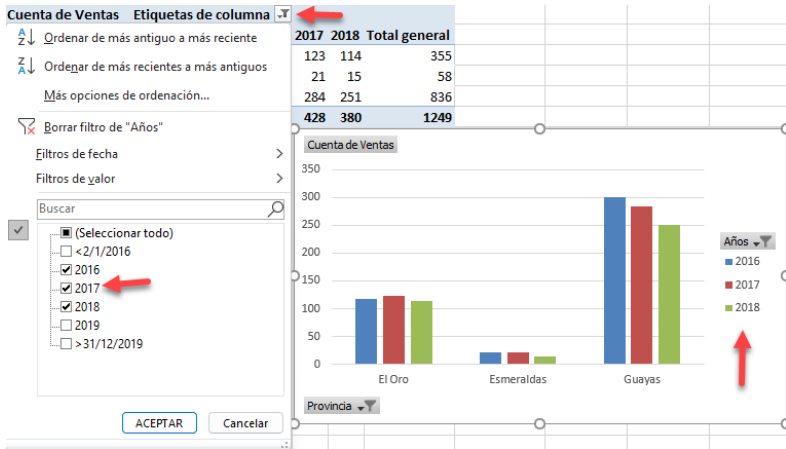 Cuenta de Ventas Etiquetas de columna
Ordenar de más antiguo a más reciente
Ordenar de más recientes a más antiguos
Más opciones de ordenación...
Borrar filtro de "Años"
Filtros de fecha
Filtros de valor
Buscar
(Seleccionar todo)
<2/1/2016
2016
2017
2018
2019
>31/12/2019
ACEPTAR Cancelar
2017 2018 Total general
123 114 355
21 15 58
284 251 836
428 380 1249
Cuenta de Ventas
350
300
250
200
150
100
50
0
El Oro Esmeraldas Guayas
Años
2016
2017
2018
Provincia